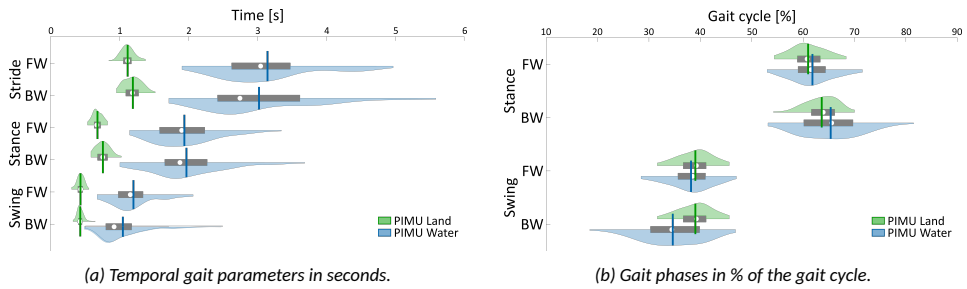 Time [s]
0 1 2 3 4 5 6
Stride
FW
BW
Stance
FW
BW
Swing
FW
BW
PIMU Land
PIMU Water
(a) Temporal gait parameters in seconds.
Gait cycle [%]
10 20 30 40 50 60 70 80 90
Stance
FW
BW
Swing
FW
BW
PIMU Land
PIMU Water
(b) Gait phases in % of the gait cycle.